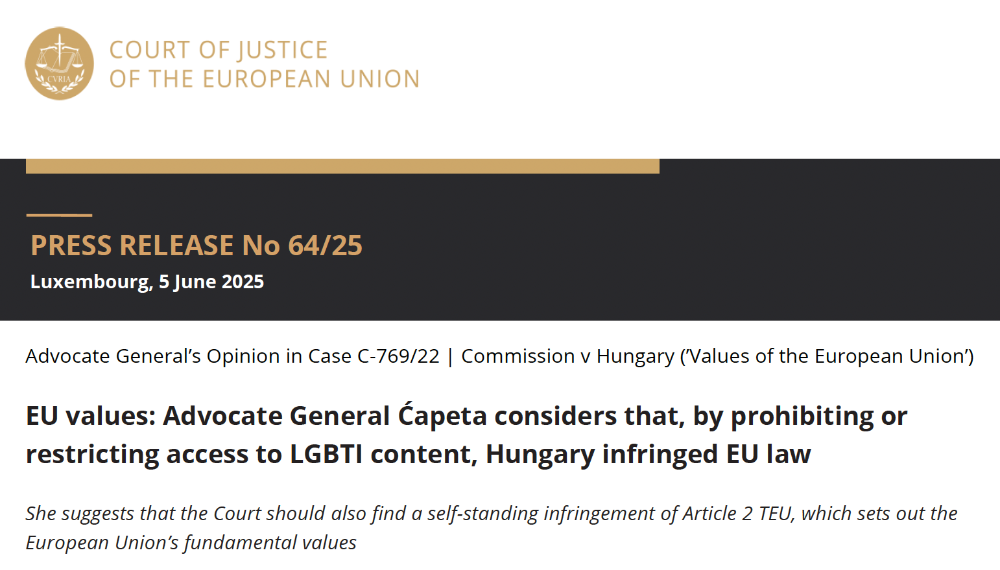 CVRIA
COURT OF JUSTICE
OF THE EUROPEAN UNION
PRESS RELEASE No 64/25
Luxembourg, 5 June 2025
Advocate General’s Opinion in Case C-769/22 | Commission v Hungary (’Values of the European Union’)
EU values: Advocate General Ćapeta considers that, by prohibiting or
restricting access to LGBTI content, Hungary infringed EU law
She suggests that the Court should also find a self-standing infringement of Article 2 TEU, which sets out the
European Union’s fundamental values